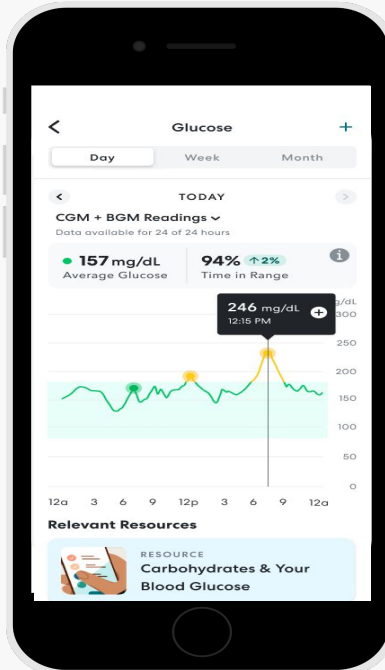 Glucose
Day Week Month
TODAY
CGM + BGM Readings
Data available for 24 of 24 hours
157 mg/dL 94% ↑2%
Average Glucose Time in Range
246 mg/dL
12:15 PM
g/dL
300
250
200
150
100
50
0
12a 3 6 9 12p 3 6 9 12a
Relevant Resources
RESOURCE
Carbohydrates & Your
Blood Glucose